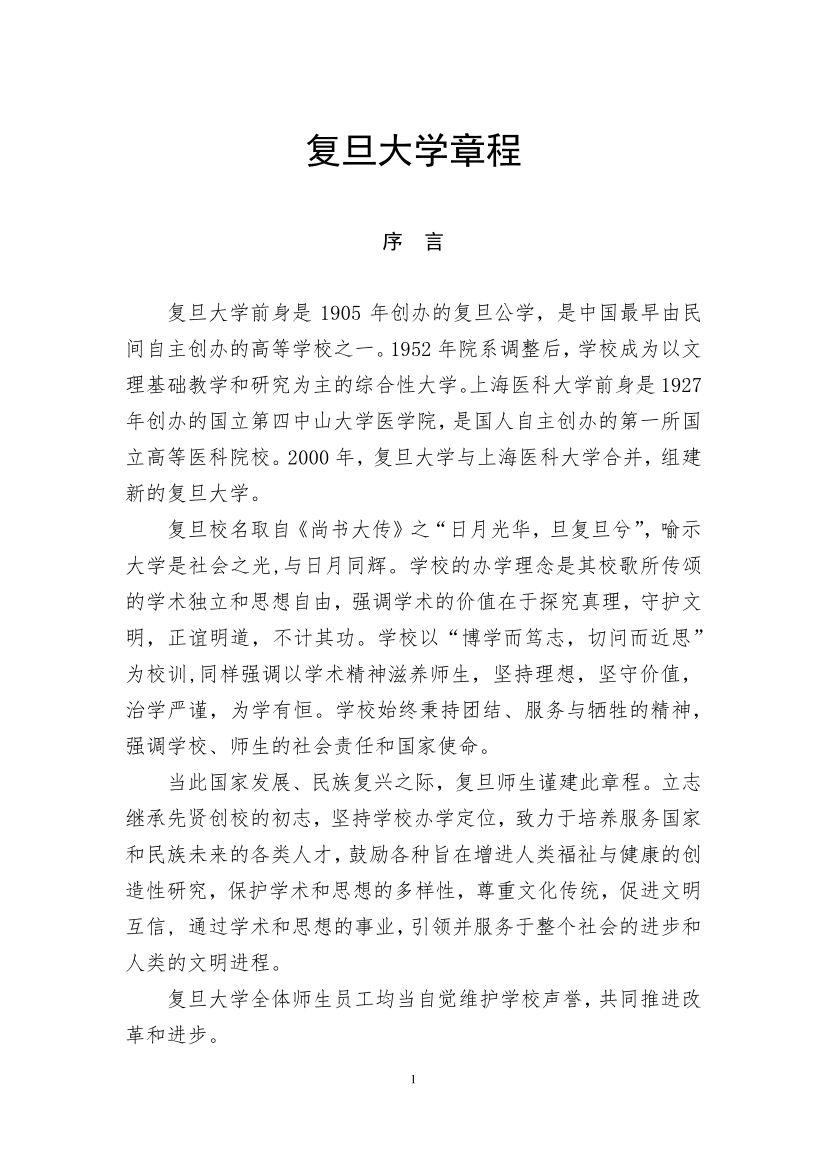 复旦大学章程
序 言
复旦大学前身是 1905 年创办的复旦公学，是中国最早由民
间自主创办的高等学校之一。1952 年院系调整后，学校成为以文
理基础教学和研究为主的综合性大学。上海医科大学前身是 1927
年创办的国立第四中山大学医学院，是国人自主创办的第一所国
立高等医科院校。2000 年，复旦大学与上海医科大学合并，组建
新的复旦大学。
复旦校名取自《尚书大传》之“日月光华，旦复旦兮”，喻示
大学是社会之光,与日月同辉。学校的办学理念是其校歌所传颂
的学术独立和思想自由，强调学术的价值在于探究真理，守护文
明，正谊明道，不计其功。学校以“博学而笃志，切问而近思”
为校训,同样强调以学术精神滋养师生，坚持理想，坚守价值，
治学严谨，为学有恒。学校始终秉持团结、服务与牺牲的精神，
强调学校、师生的社会责任和国家使命。
当此国家发展、民族复兴之际，复旦师生谨建此章程。立志
继承先贤创校的初志，坚持学校办学定位，致力于培养服务国家
和民族未来的各类人才，鼓励各种旨在增进人类福祉与健康的创
造性研究，保护学术和思想的多样性，尊重文化传统，促进文明
互信, 通过学术和思想的事业，引领并服务于整个社会的进步和
人类的文明进程。
复旦大学全体师生员工均当自觉维护学校声誉，共同推进改
革和进步。
1